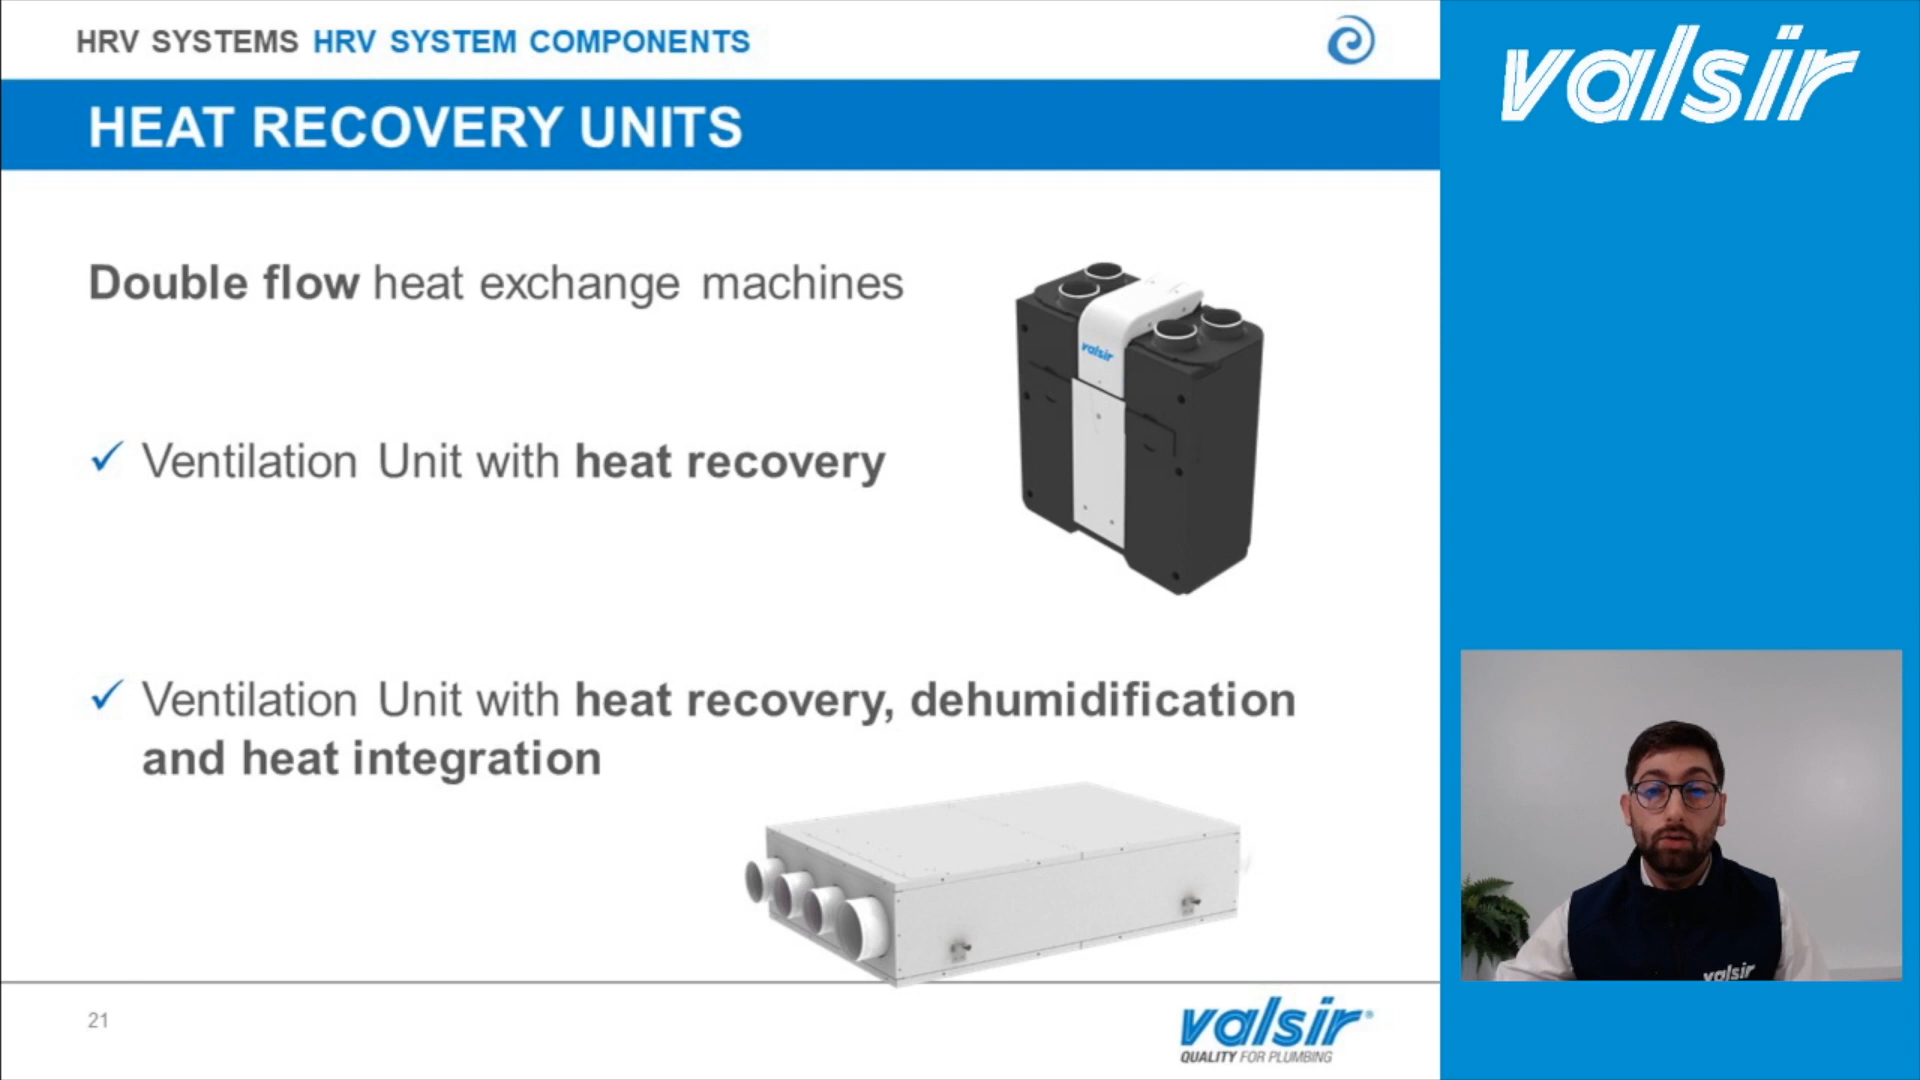 HRV SYSTEMS HRV SYSTEM COMPONENTS
valsir
HEAT RECOVERY UNITS
Double flow heat exchange machines
valsir
✓ Ventilation Unit with heat recovery
✓ Ventilation Unit with heat recovery, dehumidification
and heat integration
valsir
21
valsir®
QUALITY FOR PLUMBING